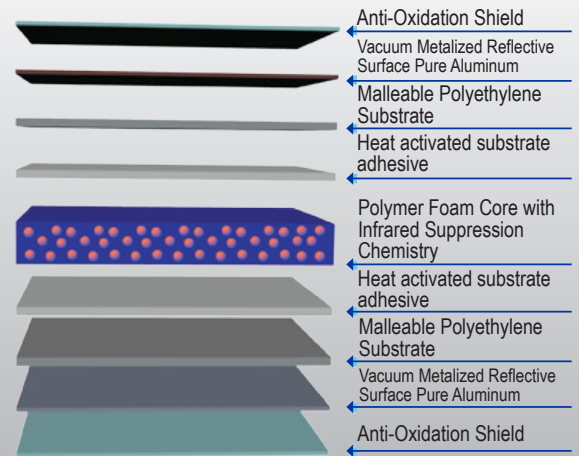 Anti-Oxidation Shield
Vacuum Metalized Reflective
Surface Pure Aluminum
Malleable Polyethylene
Substrate
Heat activated substrate
adhesive
Polymer Foam Core with
Infrared Suppression
Chemistry
Heat activated substrate
adhesive
Malleable Polyethylene
Substrate
Vacuum Metalized Reflective
Surface Pure Aluminum
Anti-Oxidation Shield